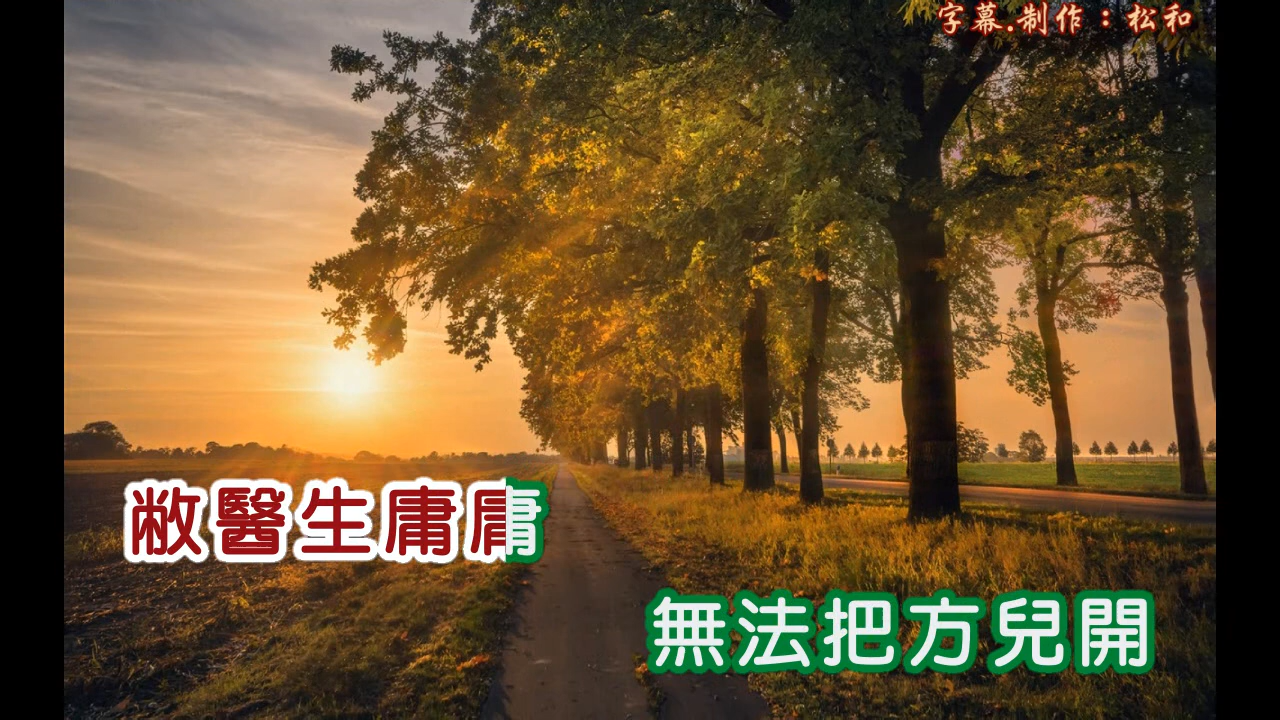 字幕.制作：松和
敝醫生庸庸
無法把方兒開